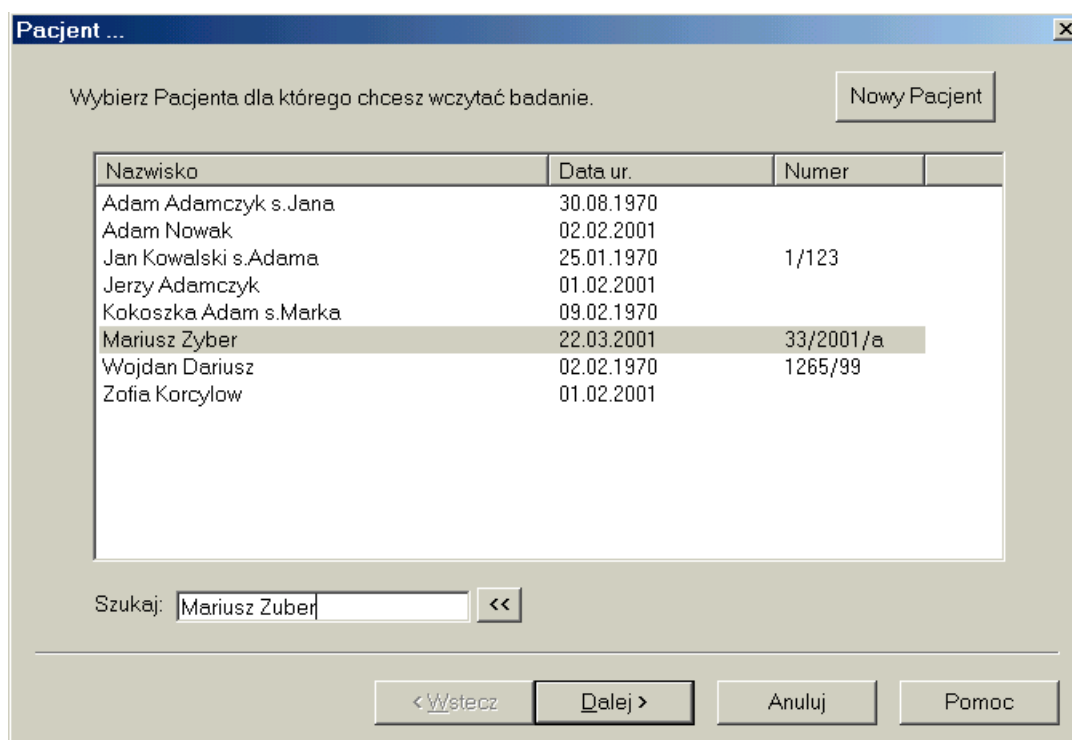 Pacjent ...
Wybierz Pacjenta dla którego chcesz wczytać badanie.
Nowy Pacjent
Nazwisko Data ur. Numer
Adam Adamczyk s.Jana 30.08.1970
Adam Nowak 02.02.2001
Jan Kowalski s.Adama 25.01.1970 1/123
Jerzy Adamczyk 01.02.2001
Kokoszka Adam s.Marka 09.02.1970
Mariusz Zyber 22.03.2001 33/2001/a
Wojdan Dariusz 02.02.1970 1265/99
Zofia Korcylow 01.02.2001
Szukaj: Mariusz Zuber <<
< Wstecz Dalej > Anuluj Pomoc